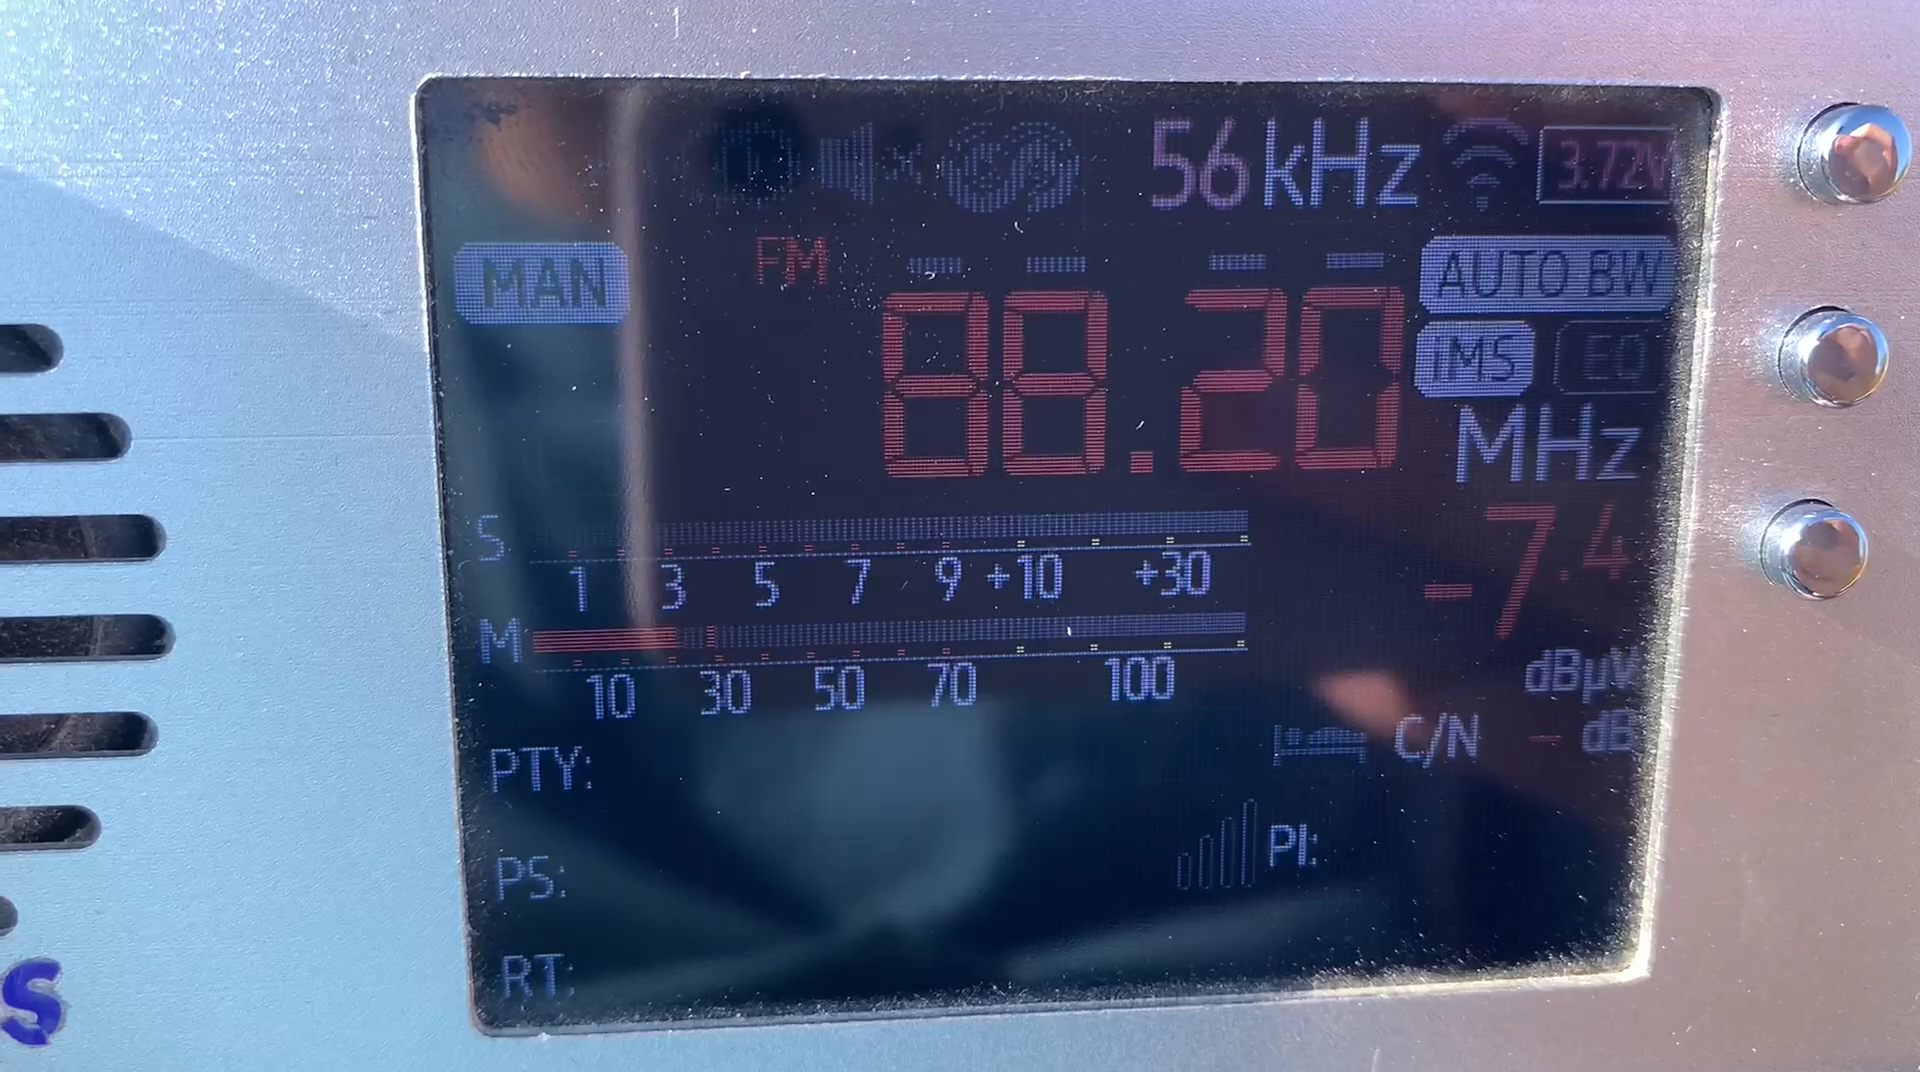 56 kHz 3.72V
MAN FM 88.20 AUTO BW
iMS EQ
MHz
S
1 3 5 7 9 +10 +30
-7.4
M
10 30 50 70 100
dBµV
PTY: C/N - dB
PS: PI:
RT:
S